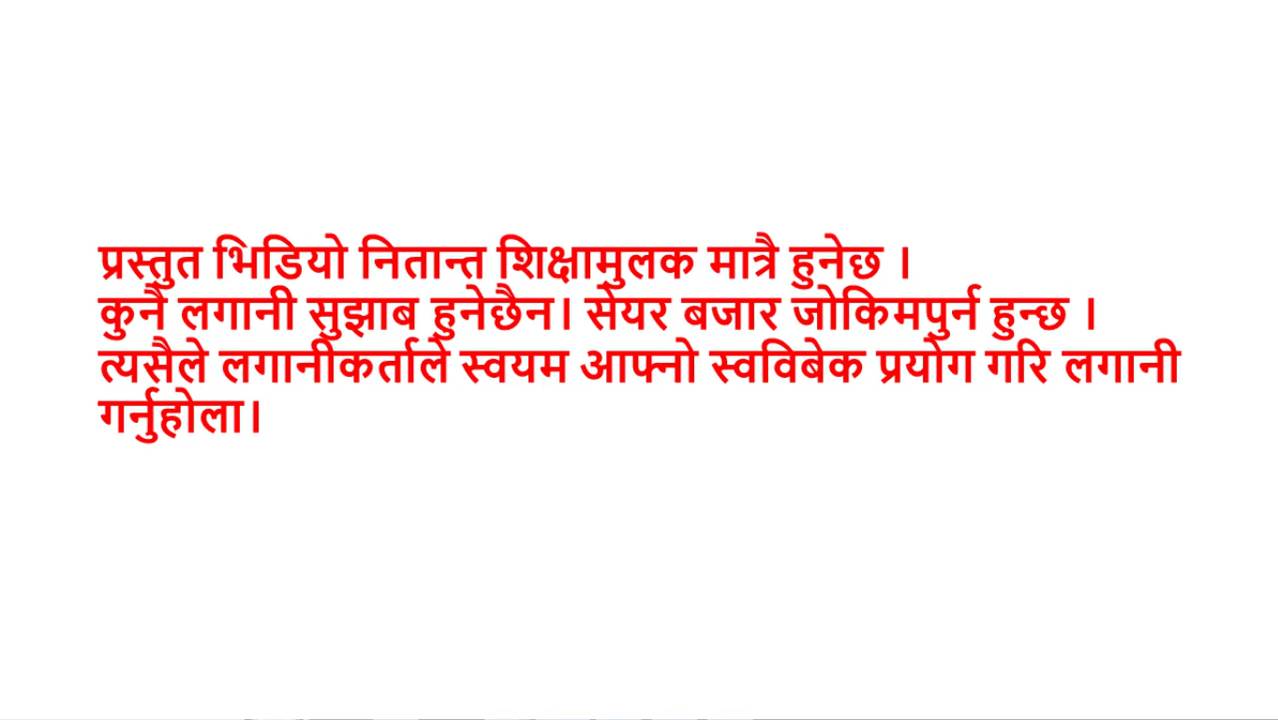 प्रस्तुत भिडियो नितान्त शिक्षामुलक मात्रै हुनेछ ।
कुनै लगानी सुझाब हुनेछैन। सेयर बजार जोकिमपुर्न हुन्छ ।
त्यसैले लगानीकर्ताले स्वयम आफ्नो स्वविबेक प्रयोग गरि लगानी
गर्नुहोला।